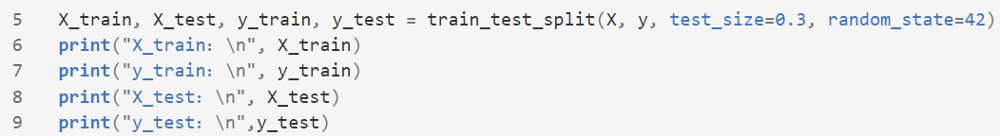 5 X_train, X_test, y_train, y_test = train_test_split(X, y, test_size=0.3, random_state=42)
6 print("X_train：\n", X_train)
7 print("y_train：\n", y_train)
8 print("X_test：\n", X_test)
9 print("y_test：\n",y_test)